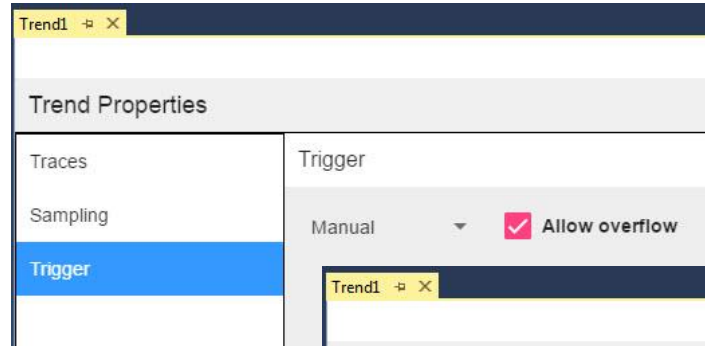 Trend1
Trend Properties
Traces
Trigger
Sampling
Manual
Allow overflow
Trigger
Trend1